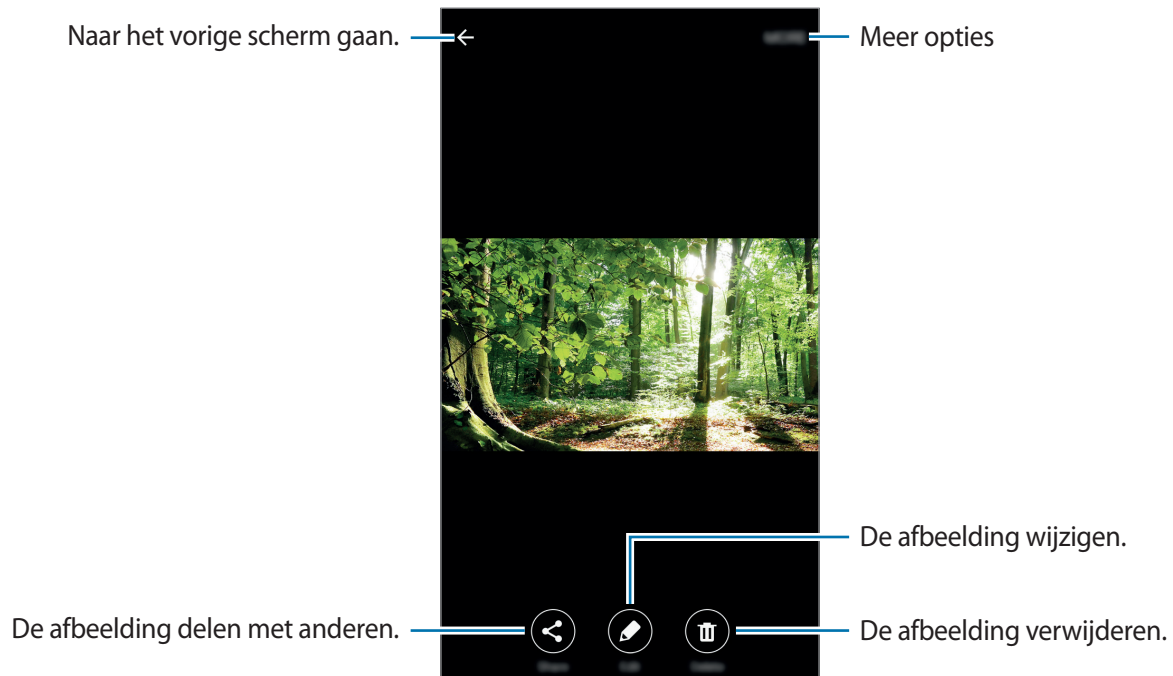 Naar het vorige scherm gaan.
Meer opties
De afbeelding wijzigen.
De afbeelding delen met anderen.
De afbeelding verwijderen.